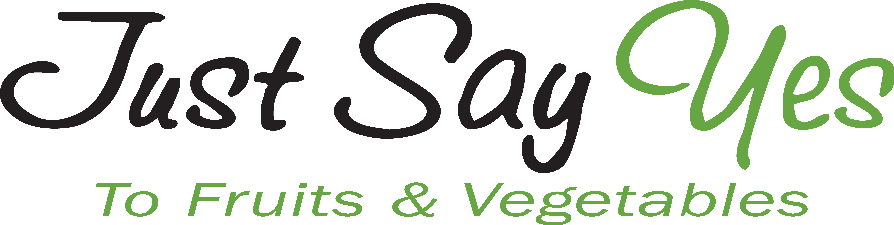 Just Say Yes
To Fruits & Vegetables